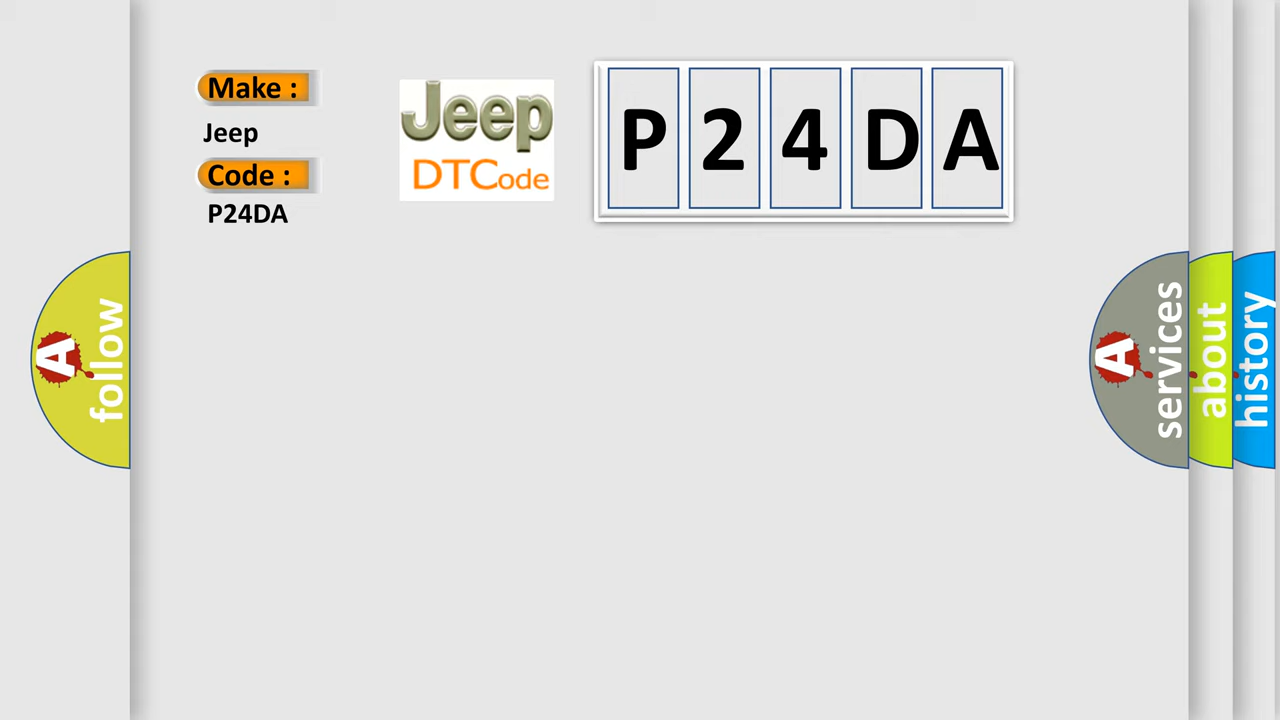 Make :
Jeep
Code :
P24DA
Jeep
DTCode
P 2 4 D A
A follow
A services
about
history